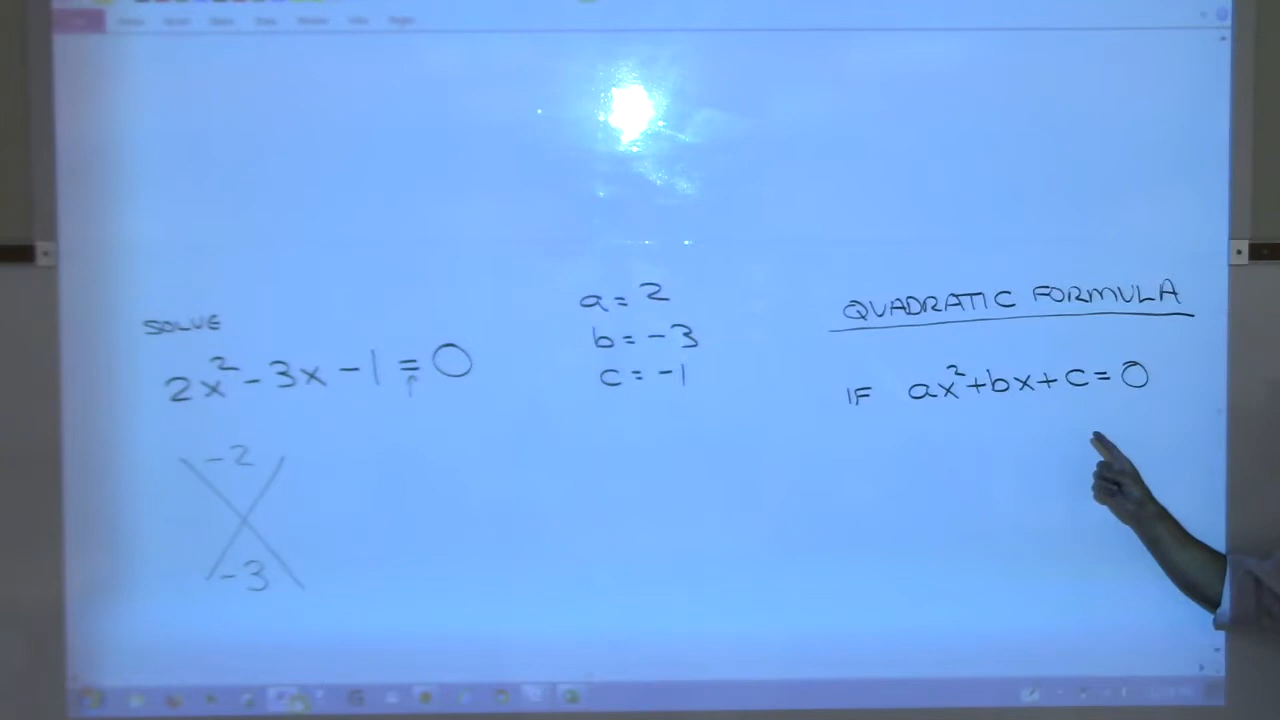 SOLVE
2x² - 3x - 1 = 0
-2
-3
a = 2
b = -3
c = -1
QUADRATIC FORMULA
IF ax² + bx + c = 0